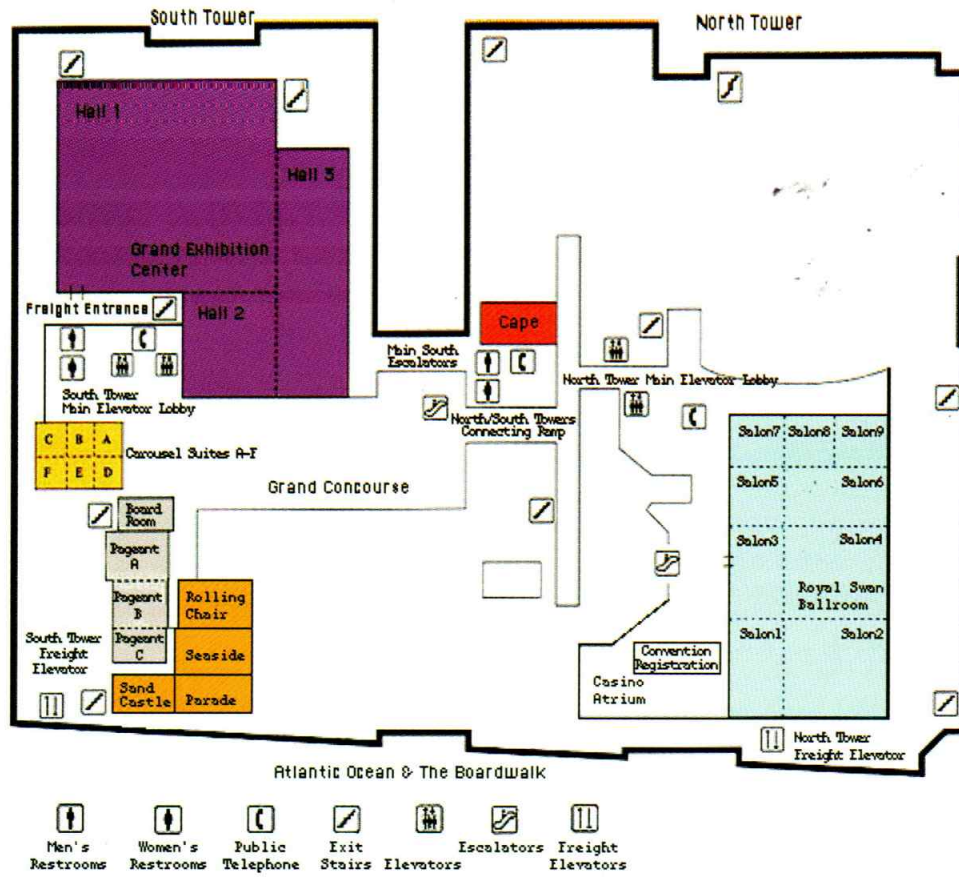 South Tower
North Tower
Hall 1
Hall 3
Grand Exhibition
Center
Freight Entrance
Hall 2
Cape
Main South
Escalators
South Tower
Main Elevator Lobby
North Tower Main Elevator Lobby
North/South Towers
Connecting Ramp
C B A
F E D
Carousel Suites A-F
Salon7 Salon8 Salon9
Salon5 Salon6
Salon3 Salon4
Royal Swan
Ballroom
Salon1 Salon2
Grand Concourse
Board
Room
Pageant
A
Pageant
B
Pageant
C
Rolling
Chair
Seaside
Sand
Castle
Parade
South Tower
Freight
Elevator
Convention
Registration
Casino
Atrium
North Tower
Freight Elevator
Atlantic Ocean & The Boardwalk
Men's
Restrooms
Women's
Restrooms
Public
Telephone
Exit
Stairs
Elevators
Escalators
Freight
Elevators